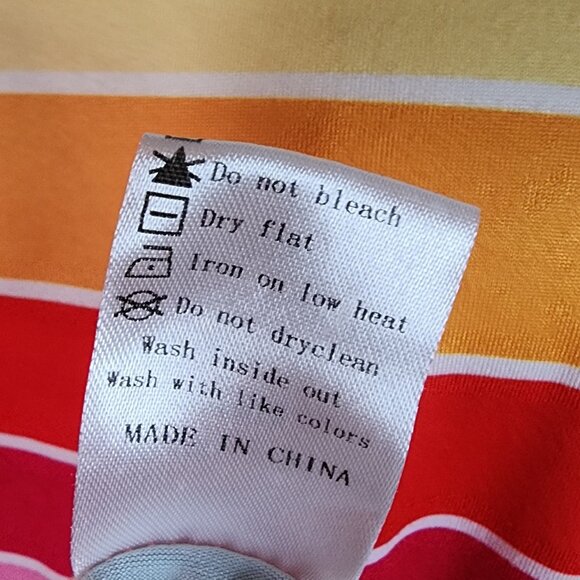 Do not bleach
Dry flat
Iron on low heat
Do not dryclean
Wash inside out
Wash with like colors
MADE IN CHINA